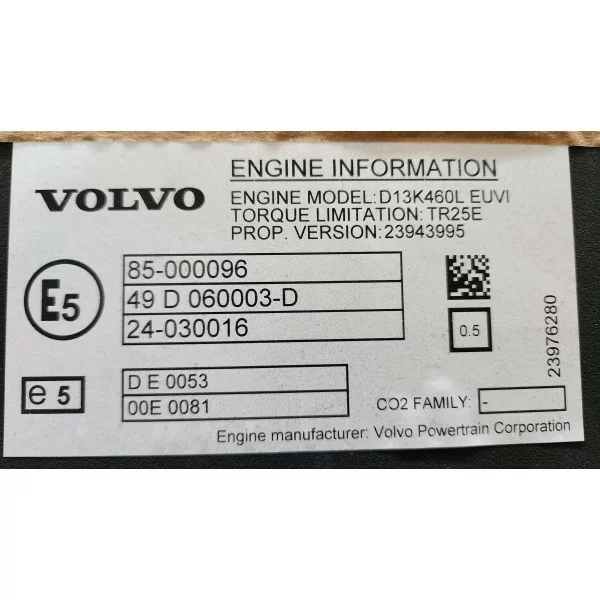 VOLVO
ENGINE INFORMATION
ENGINE MODEL:D13K460L EUVI
TORQUE LIMITATION: TR25E
PROP. VERSION:23943995
E5
85-000096
49 D 060003-D
24-030016
0.5
23976280
e 5
D E 0053
00E 0081
CO2 FAMILY: -
Engine manufacturer: Volvo Powertrain Corporation